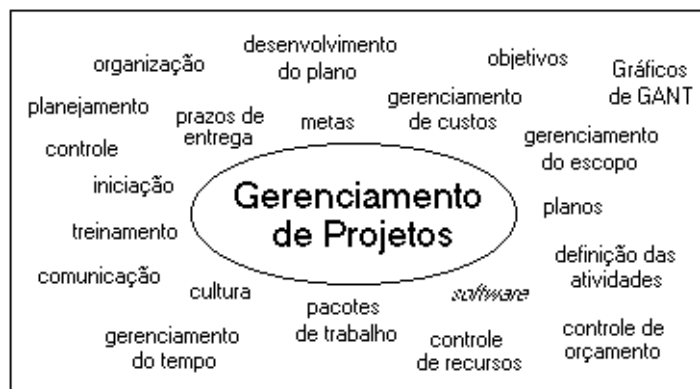 organização
desenvolvimento
do plano
objetivos
Gráficos
de GANT
planejamento
prazos de
entrega
metas
gerenciamento
de custos
controle
gerenciamento
do escopo
iniciação
Gerenciamento
de Projetos
planos
treinamento
definição das
atividades
comunicação
cultura
pacotes
de trabalho
software
gerenciamento
do tempo
controle
de recursos
controle de
orçamento